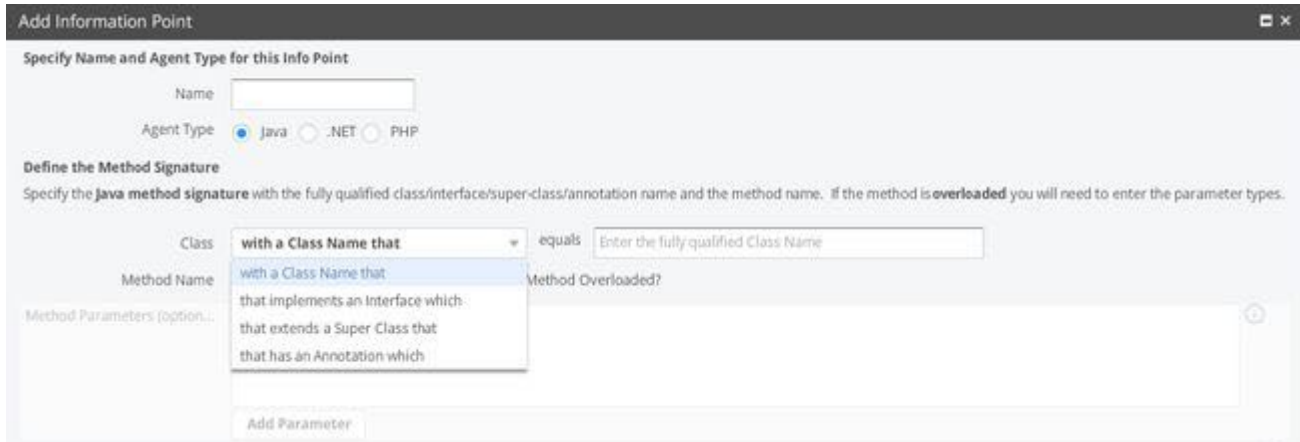 Add Information Point
Specify Name and Agent Type for this Info Point
Name
Agent Type Java .NET PHP
Define the Method Signature
Specify the Java method signature with the fully qualified class/interface/super-class/annotation name and the method name. If the method is overloaded you will need to enter the parameter types.
Class with a Class Name that equals Enter the fully qualified Class Name
Method Name with a Class Name that Method Overloaded?
that implements an Interface which
Method Parameters (option...
that extends a Super Class that
that has an Annotation which
Add Parameter